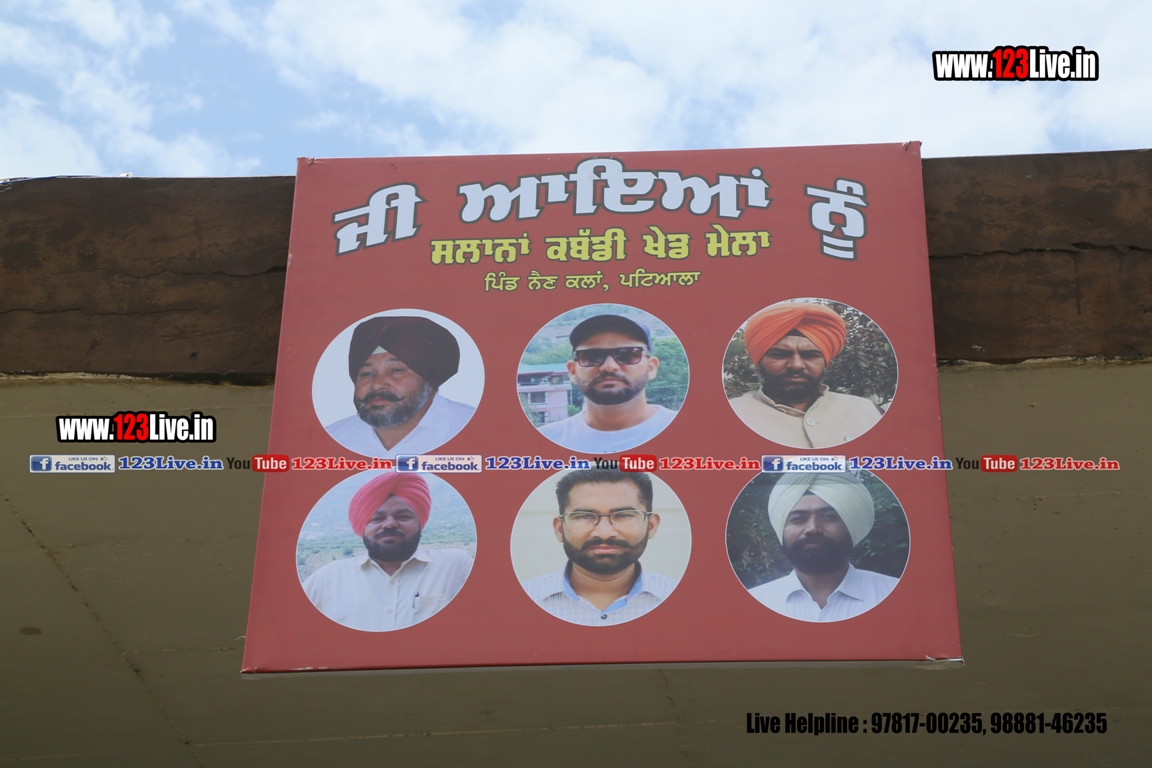 www.123Live.in
ਜੀ ਆਇਆਂ ਨੂੰ
ਸਲਾਨਾਂ ਕਬੱਡੀ ਖੇਡ ਮੇਲਾ
ਪਿੰਡ ਨੈਣ ਕਲਾਂ, ਪਟਿਆਲਾ
www.123Live.in
LIKE US ON facebook 123Live.in YouTube 123Live.in LIKE US ON facebook 123Live.in YouTube 123Live.in LIKE US ON facebook 123Live.in YouTube 123Live.in
Live Helpline : 97817-00235, 98881-46235